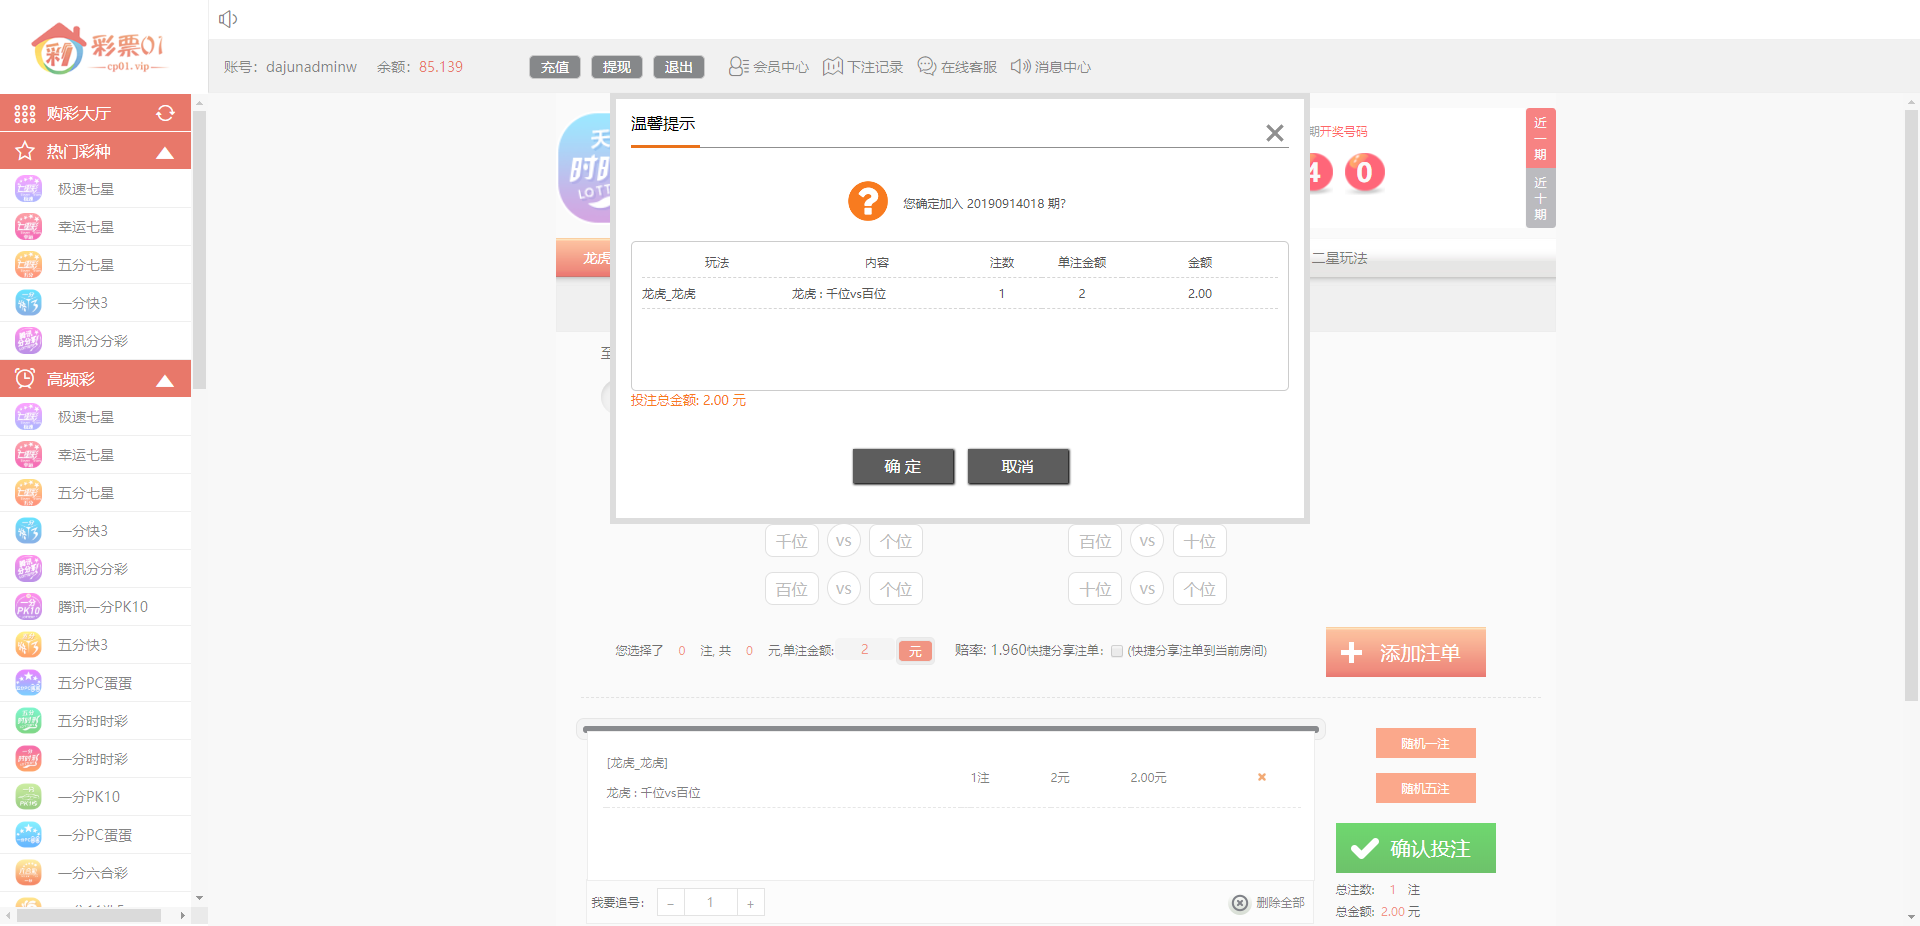 彩票01
cp01.vip
账号：dajunadminw 余额：85.139 充值 提现 退出 会员中心 下注记录 在线客服 消息中心
购彩大厅
热门彩种
极速七星
幸运七星
五分七星
一分快3
腾讯分分彩
高频彩
极速七星
幸运七星
五分七星
一分快3
腾讯分分彩
腾讯一分PK10
五分快3
五分PC蛋蛋
五分时时彩
一分时时彩
一分PK10
一分PC蛋蛋
一分六合彩
天
时时
LOTT
期开奖号码
4 0
近一期
近十期
龙虎
二星玩法
至
温馨提示
您确定加入 20190914018 期?
玩法 内容 注数 单注金额 金额
龙虎_龙虎 龙虎 : 千位vs百位 1 2 2.00
投注总金额: 2.00 元
确 定 取消
千位 vs 个位 百位 vs 十位
百位 vs 个位 十位 vs 个位
您选择了 0 注, 共 0 元,单注金额: 2 元 赔率: 1.960快捷分享注单： (快捷分享注单到当前房间)
添加注单
[龙虎_龙虎]
龙虎 : 千位vs百位
1注 2元 2.00元
随机一注
随机五注
确认投注
我要追号： - 1 + 删除全部
总注数: 1 注
总金额: 2.00 元